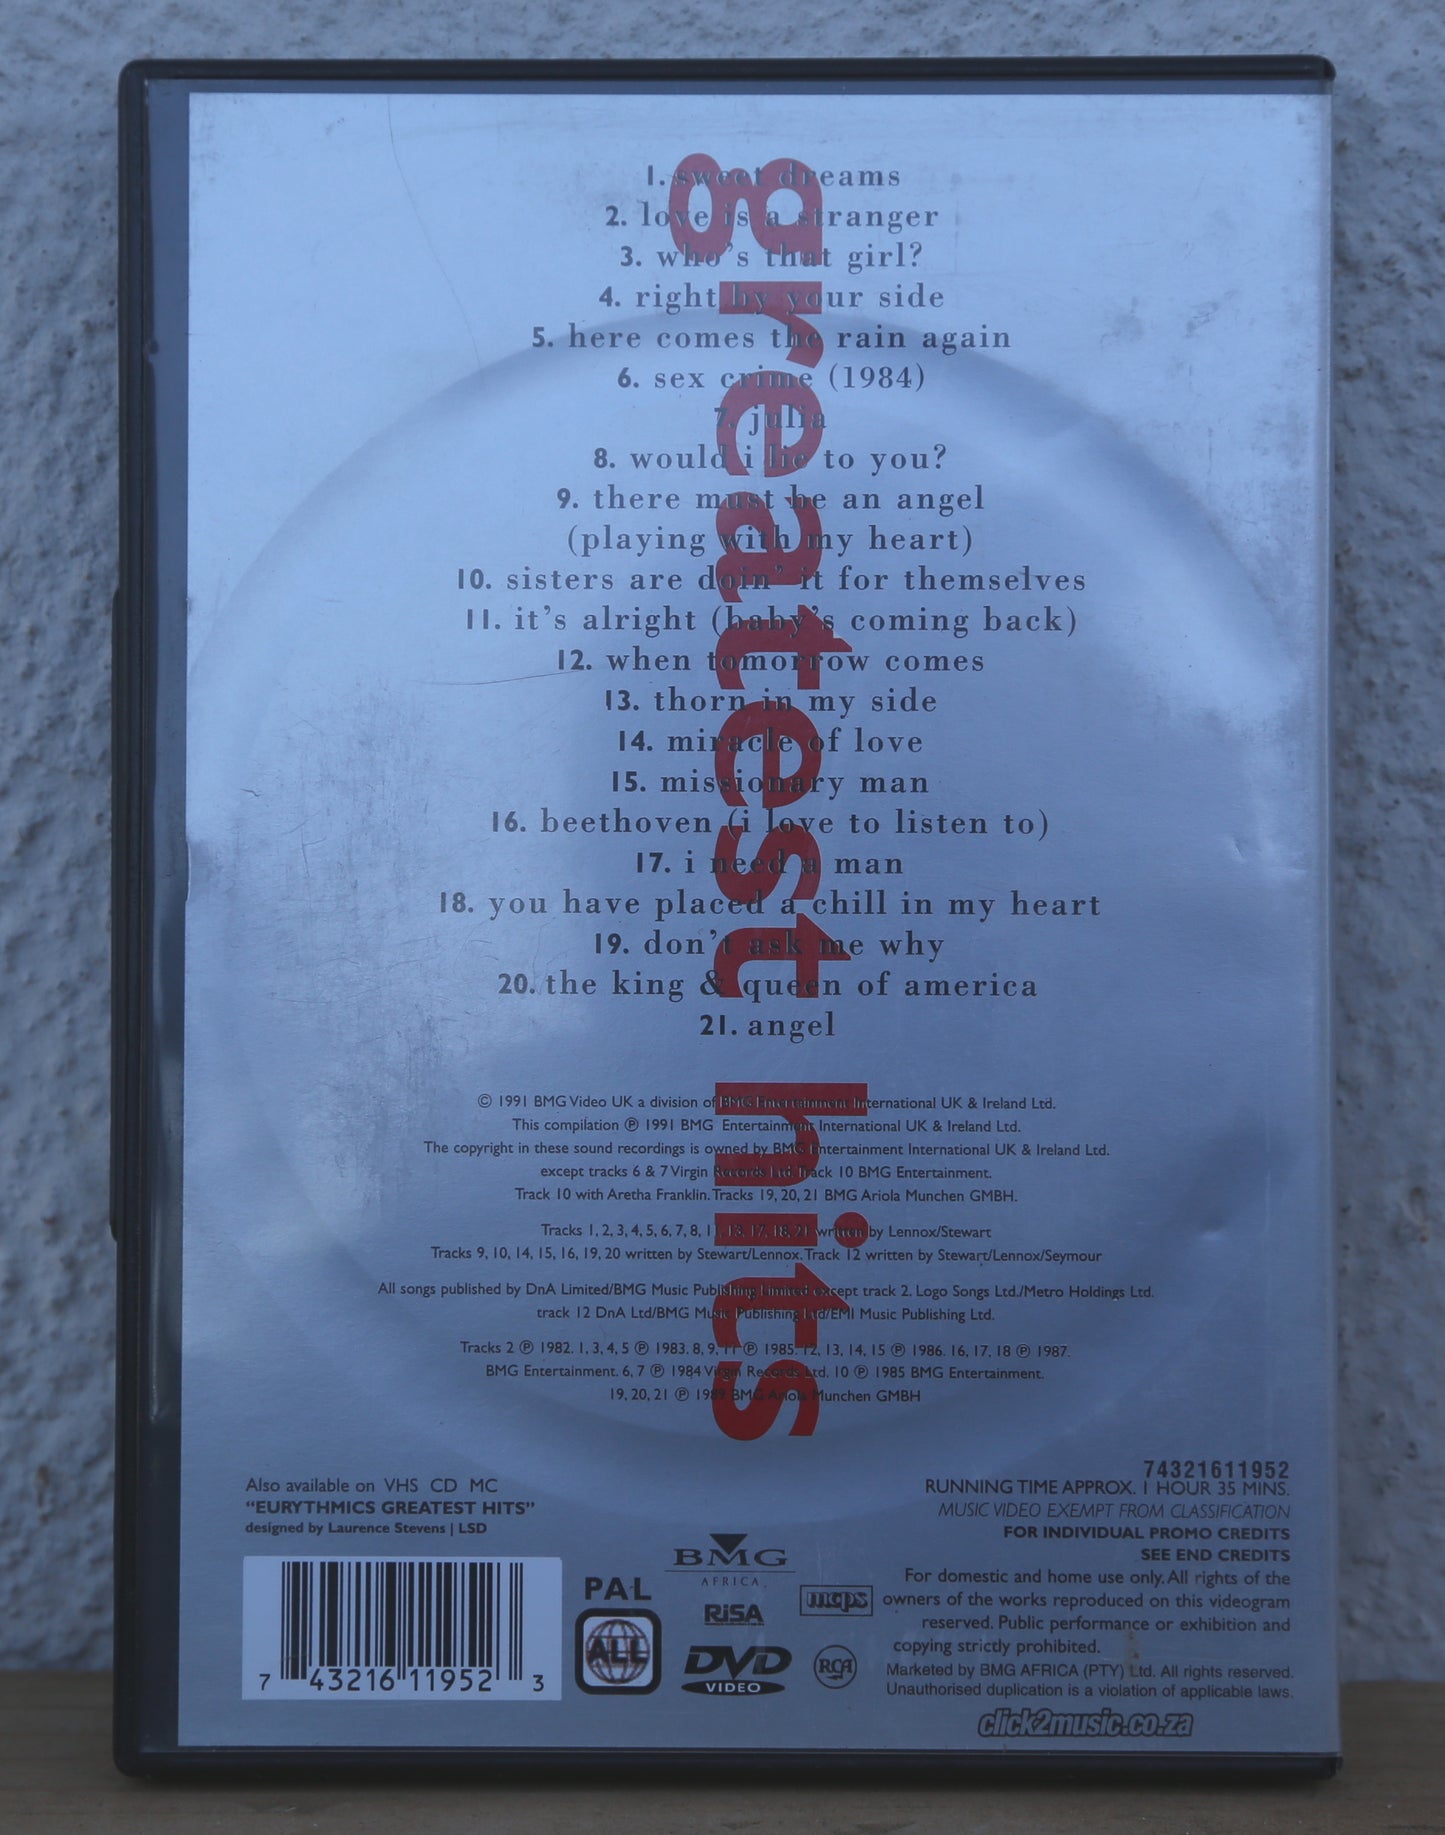 greatest hits
1. sweet dreams
2. love is a stranger
3. who's that girl?
4. right by your side
5. here comes the rain again
6. sex crime (1984)
7. julia
8. would i lie to you?
9. there must be an angel
(playing with my heart)
10. sisters are doin' it for themselves
11. it's alright (baby's coming back)
12. when tomorrow comes
13. thorn in my side
14. miracle of love
15. missionary man
16. beethoven (i love to listen to)
17. i need a man
18. you have placed a chill in my heart
19. don't ask me why
20. the king & queen of america
21. angel
© 1991 BMG Video UK a division of BMG Entertainment International UK & Ireland Ltd.
This compilation ℗ 1991 BMG Entertainment International UK & Ireland Ltd.
The copyright in these sound recordings is owned by BMG Entertainment International UK & Ireland Ltd.
except tracks 6 & 7 Virgin Records Ltd. Track 10 BMG Entertainment.
Track 10 with Aretha Franklin. Tracks 19, 20, 21 BMG Ariola Munchen GMBH.
Tracks 1, 2, 3, 4, 5, 6, 7, 8, 11, 13, 17, 18, 21 written by Lennox/Stewart
Tracks 9, 10, 14, 15, 16, 19, 20 written by Stewart/Lennox. Track 12 written by Stewart/Lennox/Seymour
All songs published by DnA Limited/BMG Music Publishing Limited except track 2, Logo Songs Ltd./Metro Holdings Ltd.
track 12 DnA Ltd/BMG Music Publishing Ltd/EMI Music Publishing Ltd.
Tracks 2 ℗ 1982. 1, 3, 4, 5 ℗ 1983. 8, 9, 11 ℗ 1985. 12, 13, 14, 15 ℗ 1986. 16, 17, 18 ℗ 1987.
BMG Entertainment. 6, 7 ℗ 1984 Virgin Records Ltd. 10 ℗ 1985 BMG Entertainment.
19, 20, 21 ℗ 1989 BMG Ariola Munchen GMBH
Also available on VHS CD MC
"EURYTHMICS GREATEST HITS"
designed by Laurence Stevens | LSD
7 43216 11952 3
PAL
ALL
BMG
AFRICA
RiSA
DVD
VIDEO
mcps
RCA
74321611952
RUNNING TIME APPROX. 1 HOUR 35 MINS.
MUSIC VIDEO EXEMPT FROM CLASSIFICATION
FOR INDIVIDUAL PROMO CREDITS
SEE END CREDITS
For domestic and home use only. All rights of the
owners of the works reproduced on this videogram
reserved. Public performance or exhibition and
copying strictly prohibited.
Marketed by BMG AFRICA (PTY) Ltd. All rights reserved.
Unauthorised duplication is a violation of applicable laws.
click2music.co.za